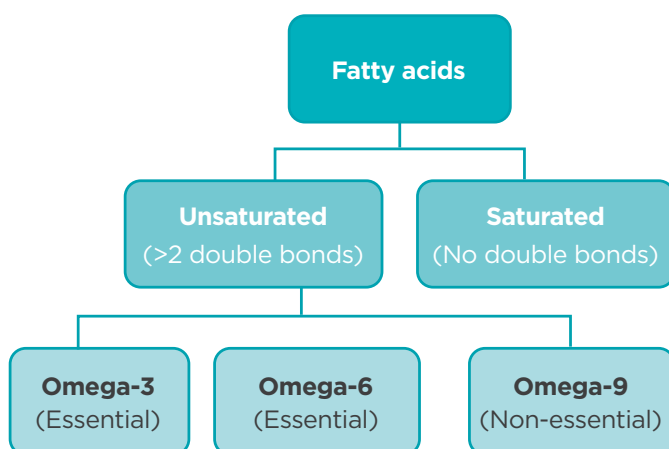 Fatty acids
Unsaturated
(>2 double bonds)
Saturated
(No double bonds)
Omega-3
(Essential)
Omega-6
(Essential)
Omega-9
(Non-essential)